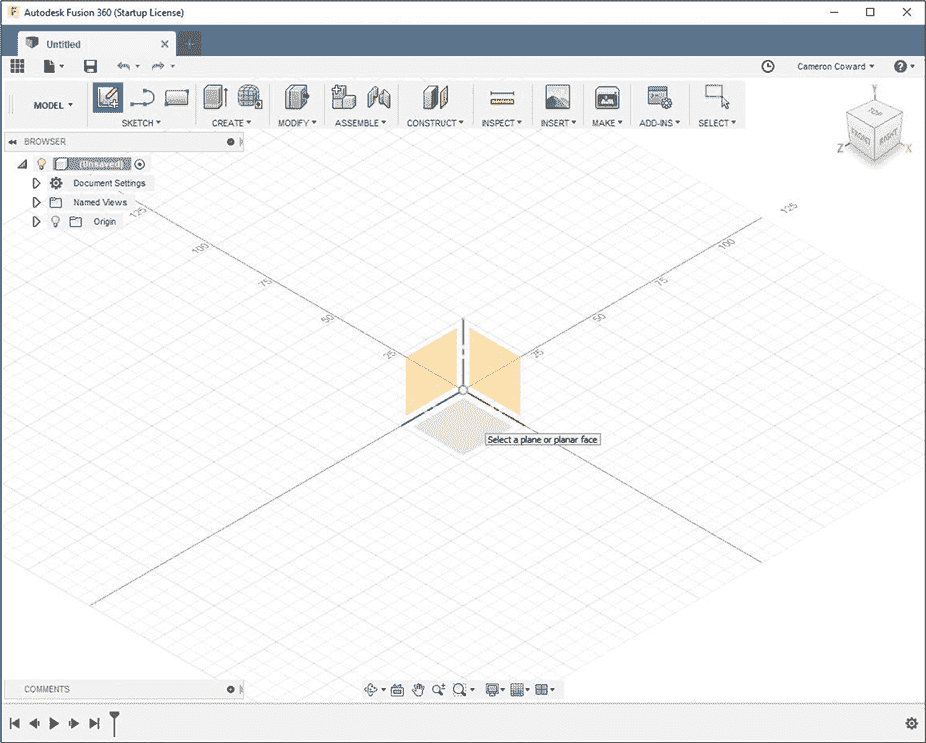 Autodesk Fusion 360 (Startup License)
Untitled
Cameron Coward
MODEL
SKETCH CREATE MODIFY ASSEMBLE CONSTRUCT INSPECT INSERT MAKE ADD-INS SELECT
BROWSER
(Unsaved)
Document Settings
Named Views
Origin
Y
TOP
FRONT RIGHT
Z X
125 125
100 100
75 75
50 50
25 25
Select a plane or planar face
COMMENTS